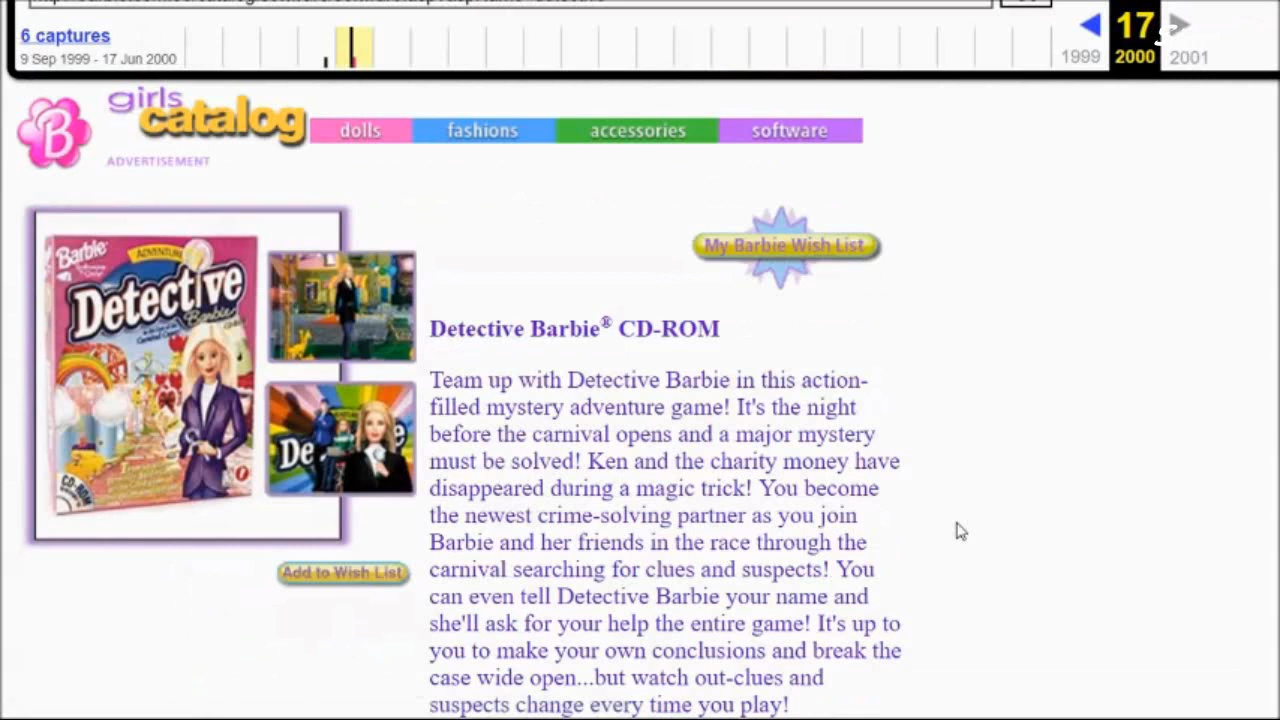 6 captures
9 Sep 1999 - 17 Jun 2000
17
1999
2000
2001
B
girls
catalog
dolls
fashions
accessories
software
ADVERTISEMENT
Barbie
ADVENTURE
Detective
Barbie
CD-ROM
De
e
My Barbie Wish List
Detective Barbie® CD-ROM
Team up with Detective Barbie in this action-
filled mystery adventure game! It's the night
before the carnival opens and a major mystery
must be solved! Ken and the charity money have
disappeared during a magic trick! You become
the newest crime-solving partner as you join
Barbie and her friends in the race through the
carnival searching for clues and suspects! You
can even tell Detective Barbie your name and
she'll ask for your help the entire game! It's up to
you to make your own conclusions and break the
case wide open...but watch out-clues and
suspects change every time you play!
Add to Wish List